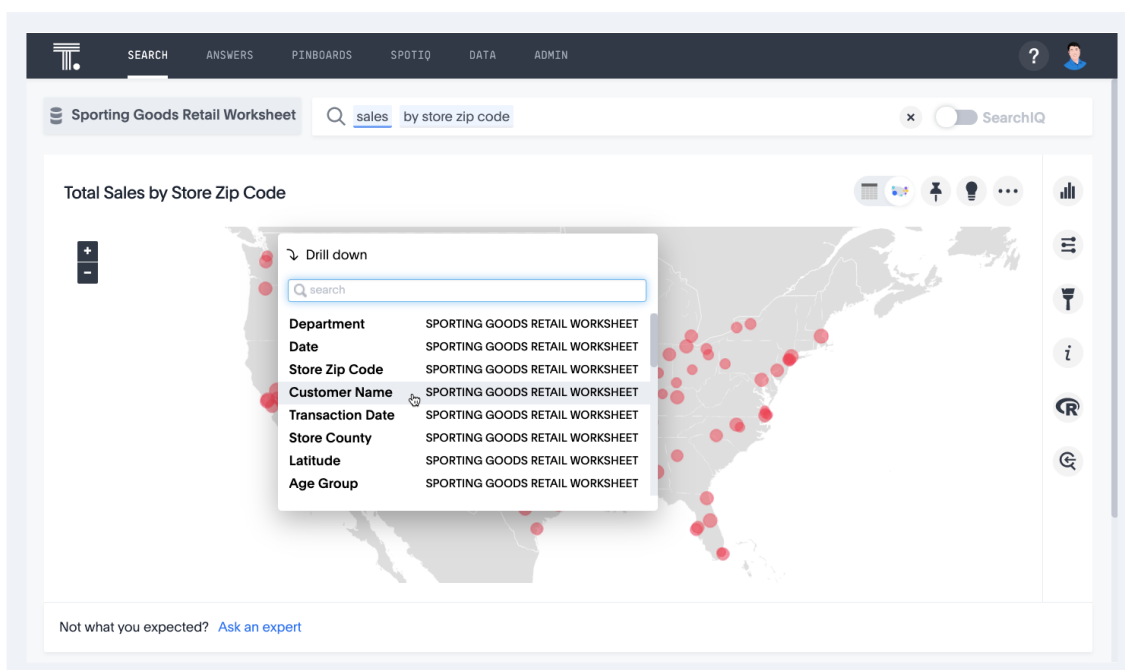 T.
SEARCH ANSWERS PINBOARDS SPOTIQ DATA ADMIN ?
Sporting Goods Retail Worksheet sales by store zip code × SearchIQ
Total Sales by Store Zip Code
+
-
Drill down
search
Department SPORTING GOODS RETAIL WORKSHEET
Date SPORTING GOODS RETAIL WORKSHEET
Store Zip Code SPORTING GOODS RETAIL WORKSHEET
Customer Name SPORTING GOODS RETAIL WORKSHEET
Transaction Date SPORTING GOODS RETAIL WORKSHEET
Store County SPORTING GOODS RETAIL WORKSHEET
Latitude SPORTING GOODS RETAIL WORKSHEET
Age Group SPORTING GOODS RETAIL WORKSHEET
i
R
Not what you expected? Ask an expert